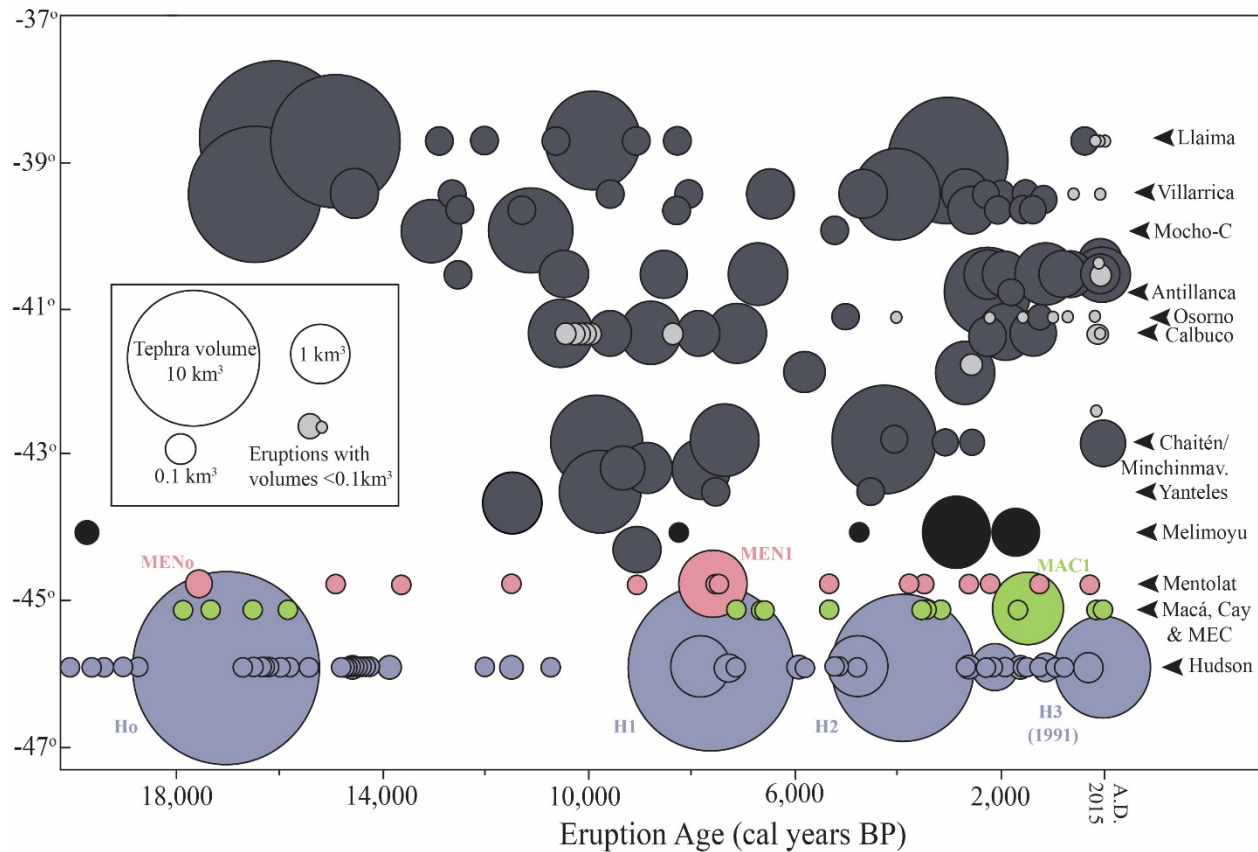 -37°
-39°
-41°
-43°
-45°
-47°
Tephra volume
10 km³
1 km³
0.1 km³
Eruptions with
volumes <0.1km³
Llaima
Villarrica
Mocho-C
Antillanca
Osorno
Calbuco
Chaitén/
Minchinmav.
Yanteles
Melimoyu
Mentolat
Macá, Cay
& MEC
Hudson
MENo
MEN1
MAC1
Ho
H1
H2
H3
(1991)
18,000
14,000
10,000
6,000
2,000
A.D.
2015
Eruption Age (cal years BP)